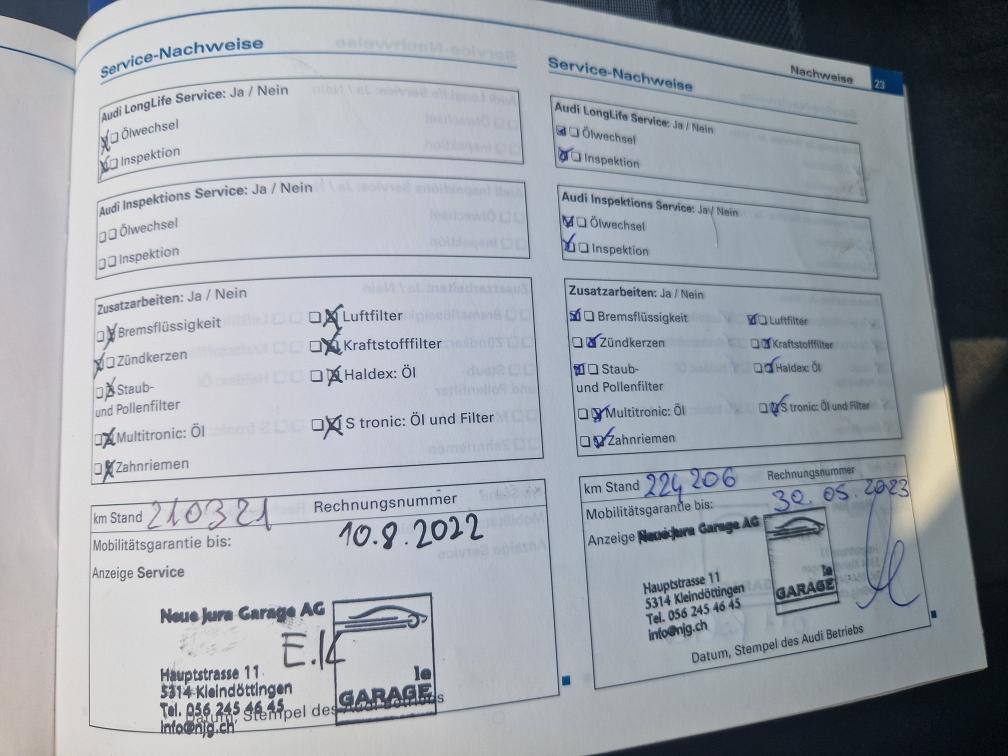 Service-Nachweise
Audi LongLife Service: Ja / Nein
Ölwechsel
Inspektion
Audi Inspektions Service: Ja / Nein
Ölwechsel
Inspektion
Zusatzarbeiten: Ja / Nein
Bremsflüssigkeit
Luftfilter
Zündkerzen
Kraftstofffilter
Staub-
und Pollenfilter
Haldex: Öl
Multitronic: Öl
S tronic: Öl und Filter
Zahnriemen
km Stand 210321 Rechnungsnummer
Mobilitätsgarantie bis: 10.8.2022
Anzeige Service
Neue Jura Garage AG
E.K
Hauptstrasse 11
5314 Kleindöttingen
Tel. 056 245 46 45
info@njg.ch
le
GARAGE
Datum, Stempel des Audi Betriebs
Nachweise 23
Service-Nachweise
Audi LongLife Service: Ja / Nein
Ölwechsel
Inspektion
Audi Inspektions Service: Ja / Nein
Ölwechsel
Inspektion
Zusatzarbeiten: Ja / Nein
Bremsflüssigkeit
Luftfilter
Zündkerzen
Kraftstofffilter
Staub-
und Pollenfilter
Haldex: Öl
Multitronic: Öl
S tronic: Öl und Filter
Zahnriemen
km Stand 224206 Rechnungsnummer
Mobilitätsgarantie bis: 30.05.2023
Anzeige Neue Jura Garage AG
Hauptstrasse 11
5314 Kleindöttingen
Tel. 056 245 46 45
info@njg.ch
le
GARAGE
Datum, Stempel des Audi Betriebs